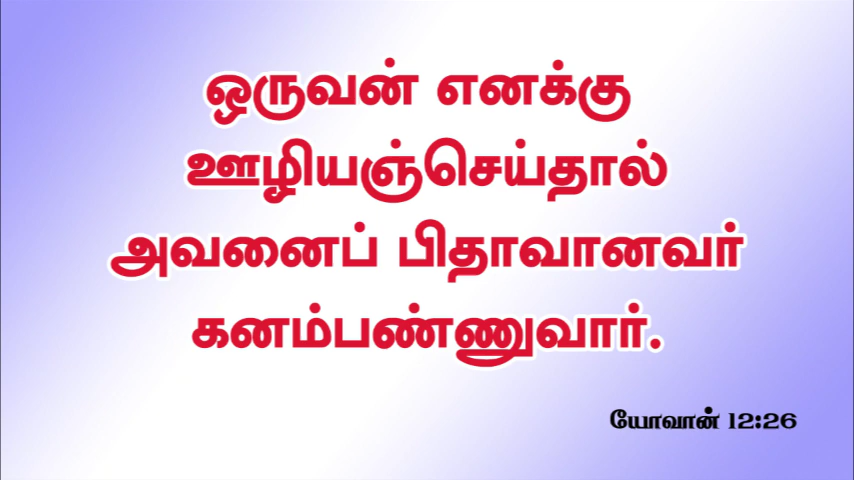 ஒருவன் எனக்கு
ஊழியஞ்செய்தால்
அவனைப் பிதாவானவர்
கனம்பண்ணுவார்.
யோவான் 12:26